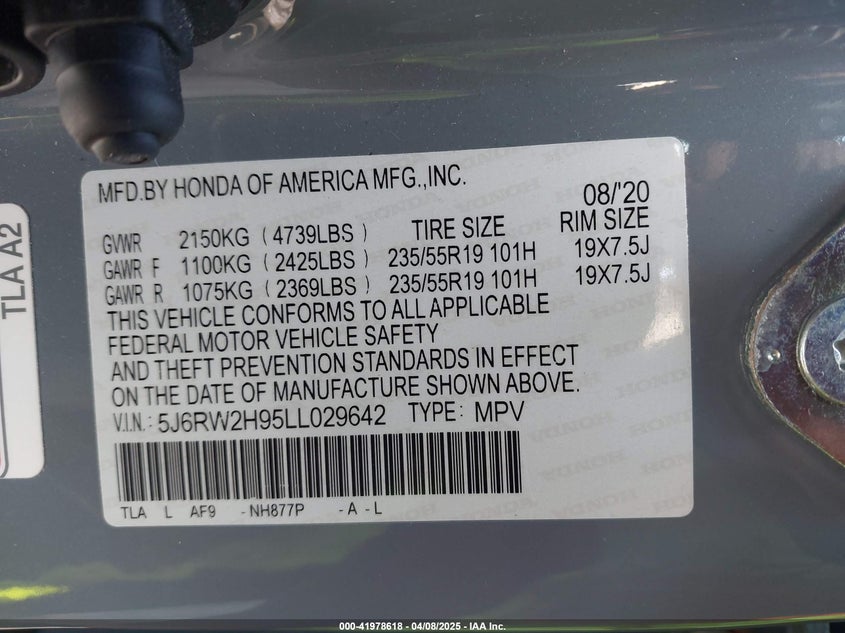 MFD.BY HONDA OF AMERICA MFG.,INC.
08/'20
GVWR 2150KG ( 4739LBS ) TIRE SIZE RIM SIZE
GAWR F 1100KG ( 2425LBS ) 235/55R19 101H 19X7.5J
GAWR R 1075KG ( 2369LBS ) 235/55R19 101H 19X7.5J
THIS VEHICLE CONFORMS TO ALL APPLICABLE
FEDERAL MOTOR VEHICLE SAFETY
AND THEFT PREVENTION STANDARDS IN EFFECT
ON THE DATE OF MANUFACTURE SHOWN ABOVE.
V.I.N.: 5J6RW2H95LL029642 TYPE: MPV
TLA L AF9 -NH877P -A -L
TLA A2
000-41978618 - 04/08/2025 - IAA Inc.